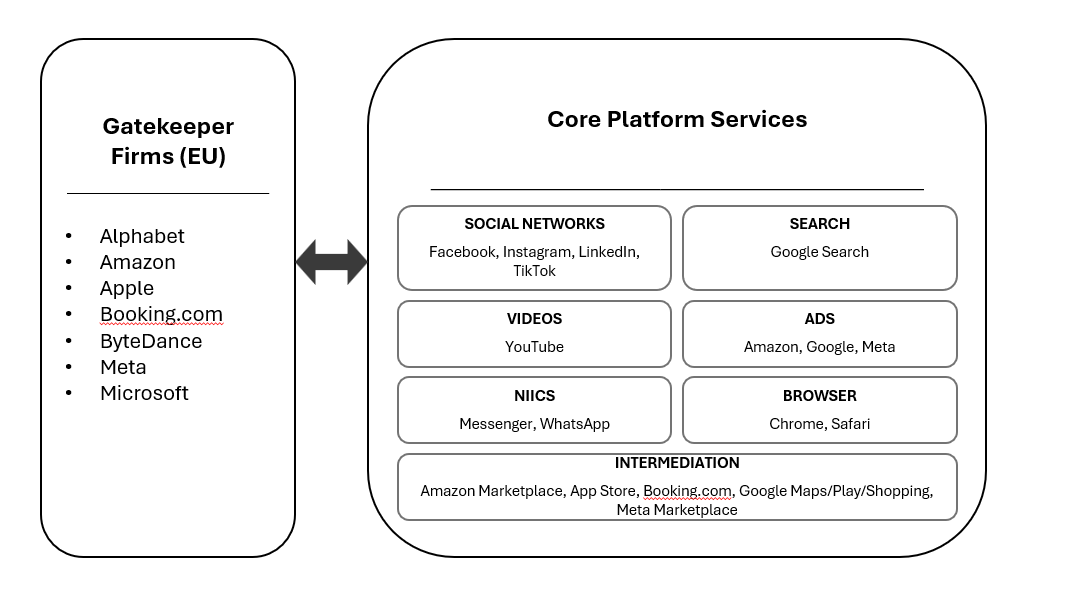 Gatekeeper
Firms (EU)
• Alphabet
• Amazon
• Apple
• Booking.com
• ByteDance
• Meta
• Microsoft
Core Platform Services
SOCIAL NETWORKS
Facebook, Instagram, LinkedIn,
TikTok
SEARCH
Google Search
VIDEOS
YouTube
ADS
Amazon, Google, Meta
NIICS
Messenger, WhatsApp
BROWSER
Chrome, Safari
INTERMEDIATION
Amazon Marketplace, App Store, Booking.com, Google Maps/Play/Shopping,
Meta Marketplace